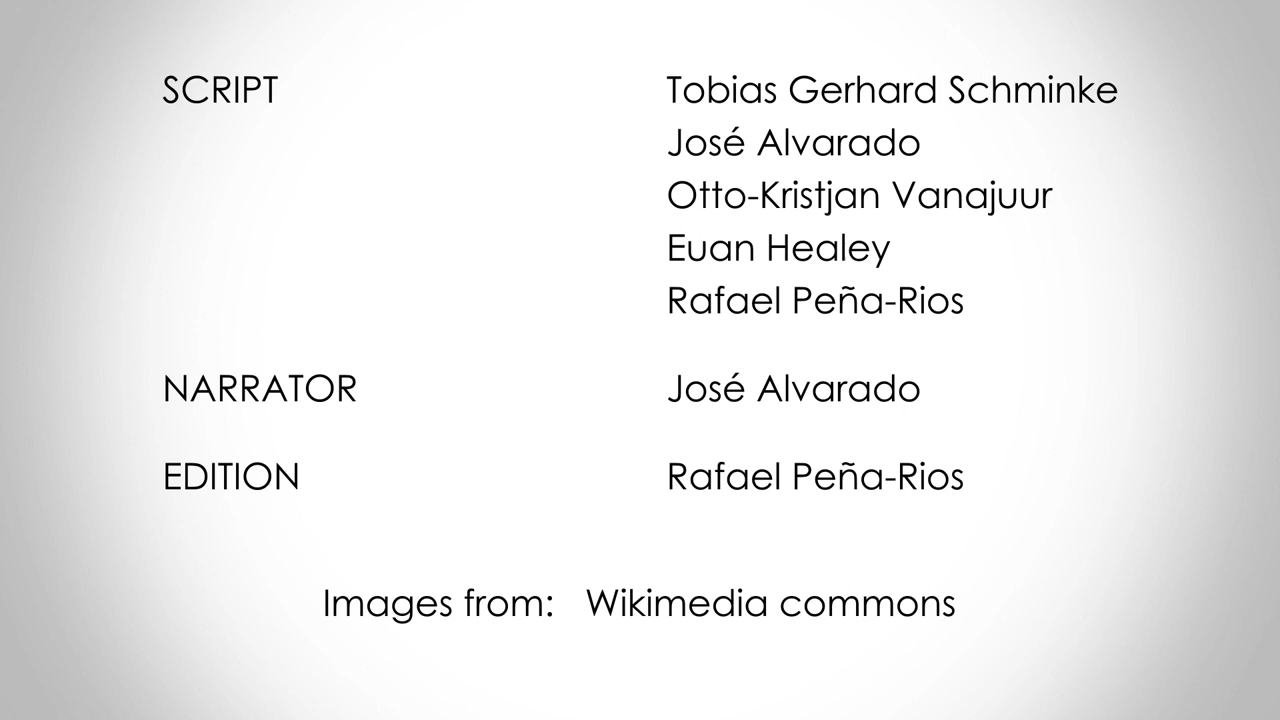 SCRIPT Tobias Gerhard Schminke
José Alvarado
Otto-Kristjan Vanajuur
Euan Healey
Rafael Peña-Rios
NARRATOR José Alvarado
EDITION Rafael Peña-Rios
Images from: Wikimedia commons